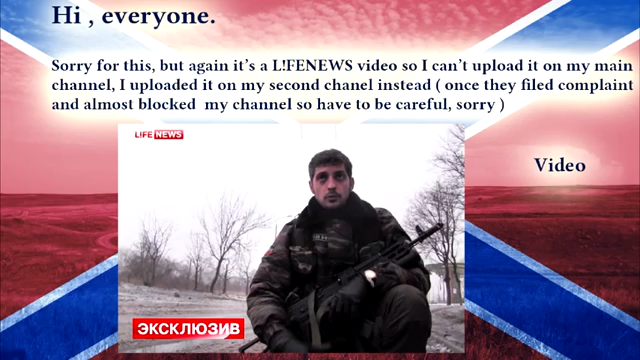 Hi , everyone.
Sorry for this, but again it's a L!FENEWS video so I can't upload it on my main
channel, I uploaded it on my second chanel instead ( once they filed complaint
and almost blocked my channel so have to be careful, sorry )
LIFE NEWS
Video
ЭКСКЛЮЗИВ